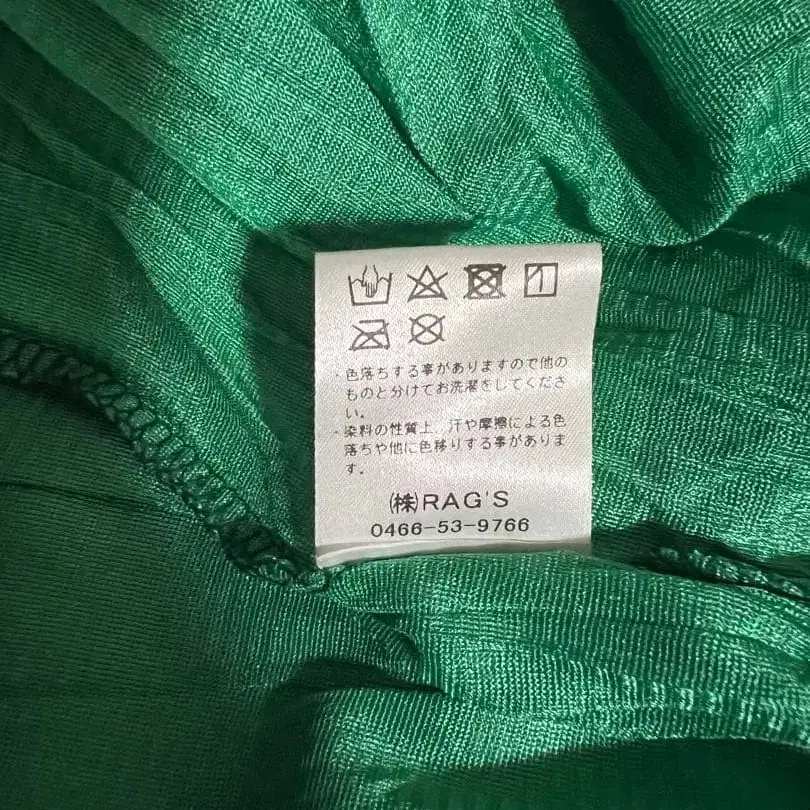 ・色落ちする事がありますので他の
ものと分けてお洗濯をしてくださ
い。
・染料の性質上、汗や摩擦による色
落ちや他に色移りする事がありま
す。
(株)RAG'S
0466-53-9766